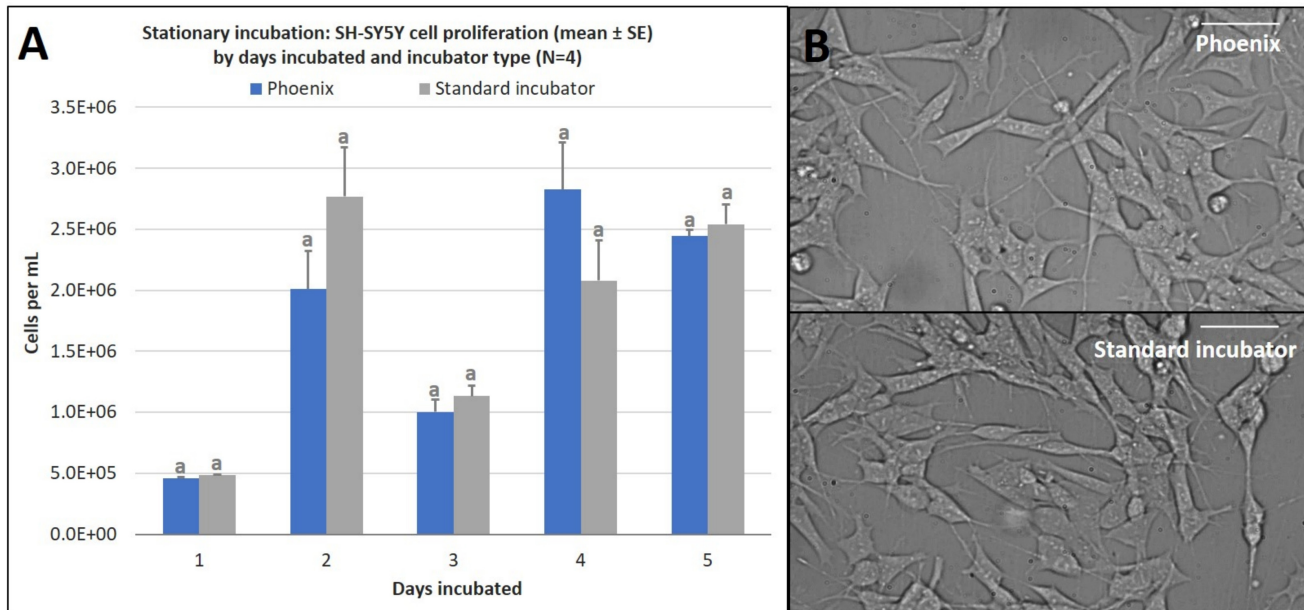 A
Stationary incubation: SH-SY5Y cell proliferation (mean ± SE)
by days incubated and incubator type (N=4)
Phoenix Standard incubator
3.5E+06
3.0E+06
2.5E+06
2.0E+06
1.5E+06
1.0E+06
5.0E+05
0.0E+00
Cells per mL
a a
a a
a a
a a
a a
1 2 3 4 5
Days incubated
B
Phoenix
Standard incubator